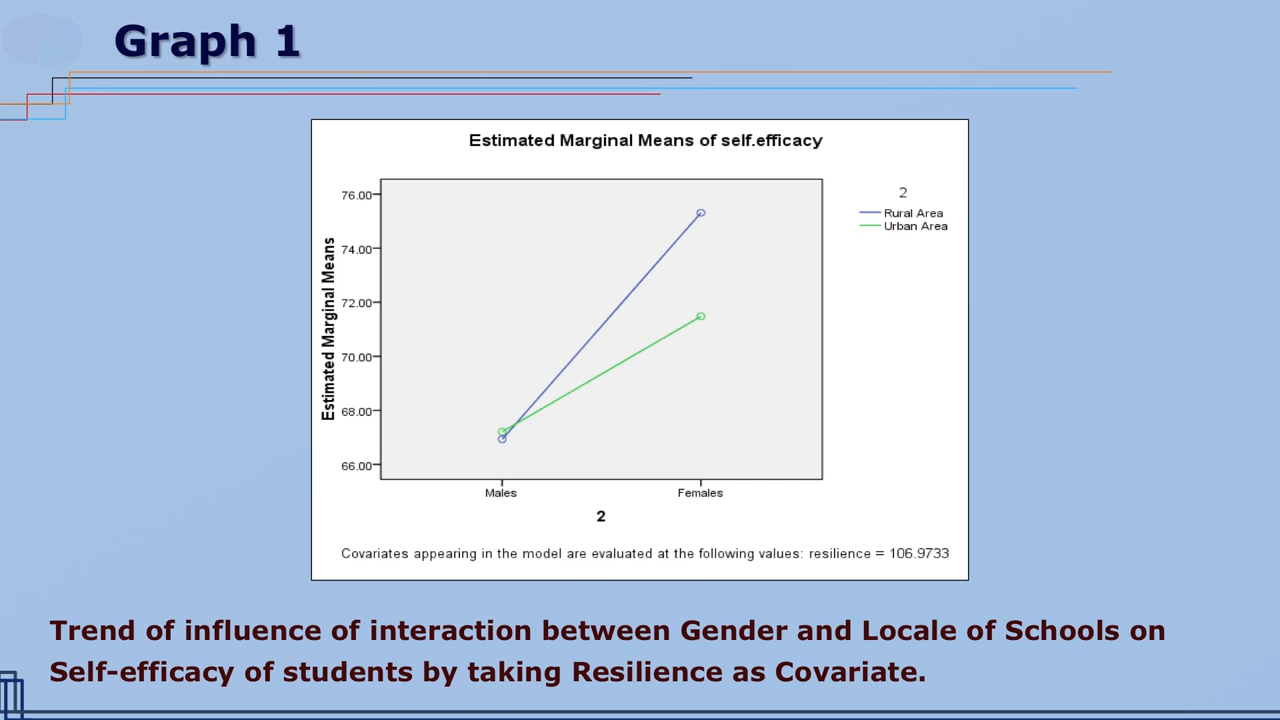 Graph 1
Estimated Marginal Means of self.efficacy
Estimated Marginal Means
76.00
74.00
72.00
70.00
68.00
66.00
Males Females
2
2
Rural Area
Urban Area
Covariates appearing in the model are evaluated at the following values: resilience = 106.9733
Trend of influence of interaction between Gender and Locale of Schools on
Self-efficacy of students by taking Resilience as Covariate.